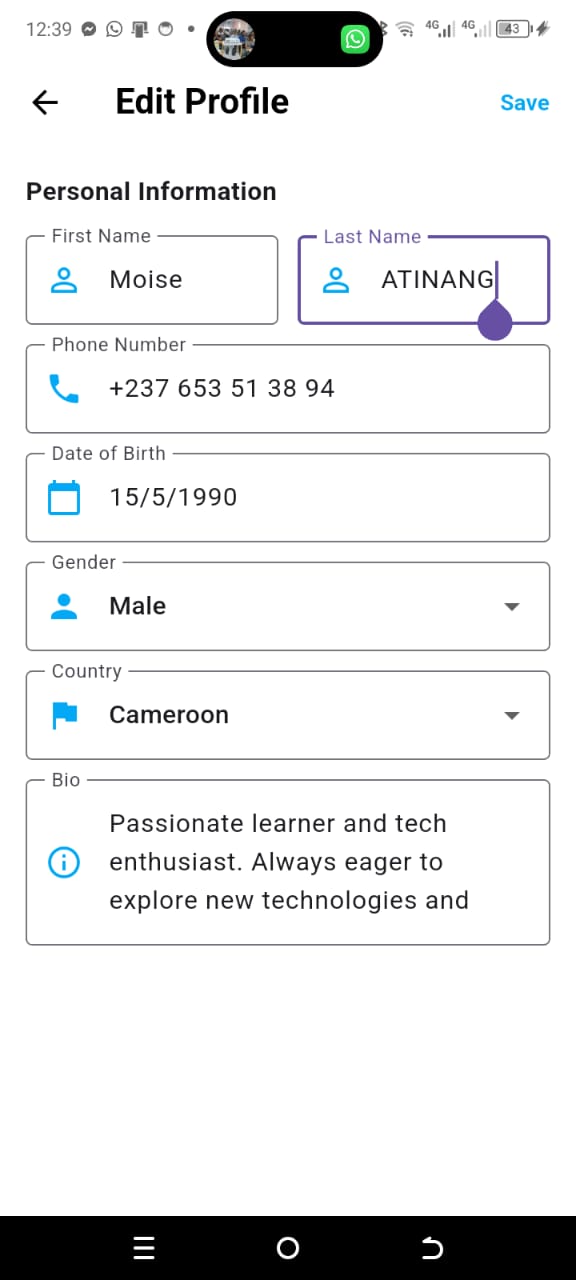 12:39
4G 4G 43
Edit Profile
Save
Personal Information
First Name
Moise
Last Name
ATINANG
Phone Number
+237 653 51 38 94
Date of Birth
15/5/1990
Gender
Male
Country
Cameroon
Bio
Passionate learner and tech
enthusiast. Always eager to
explore new technologies and